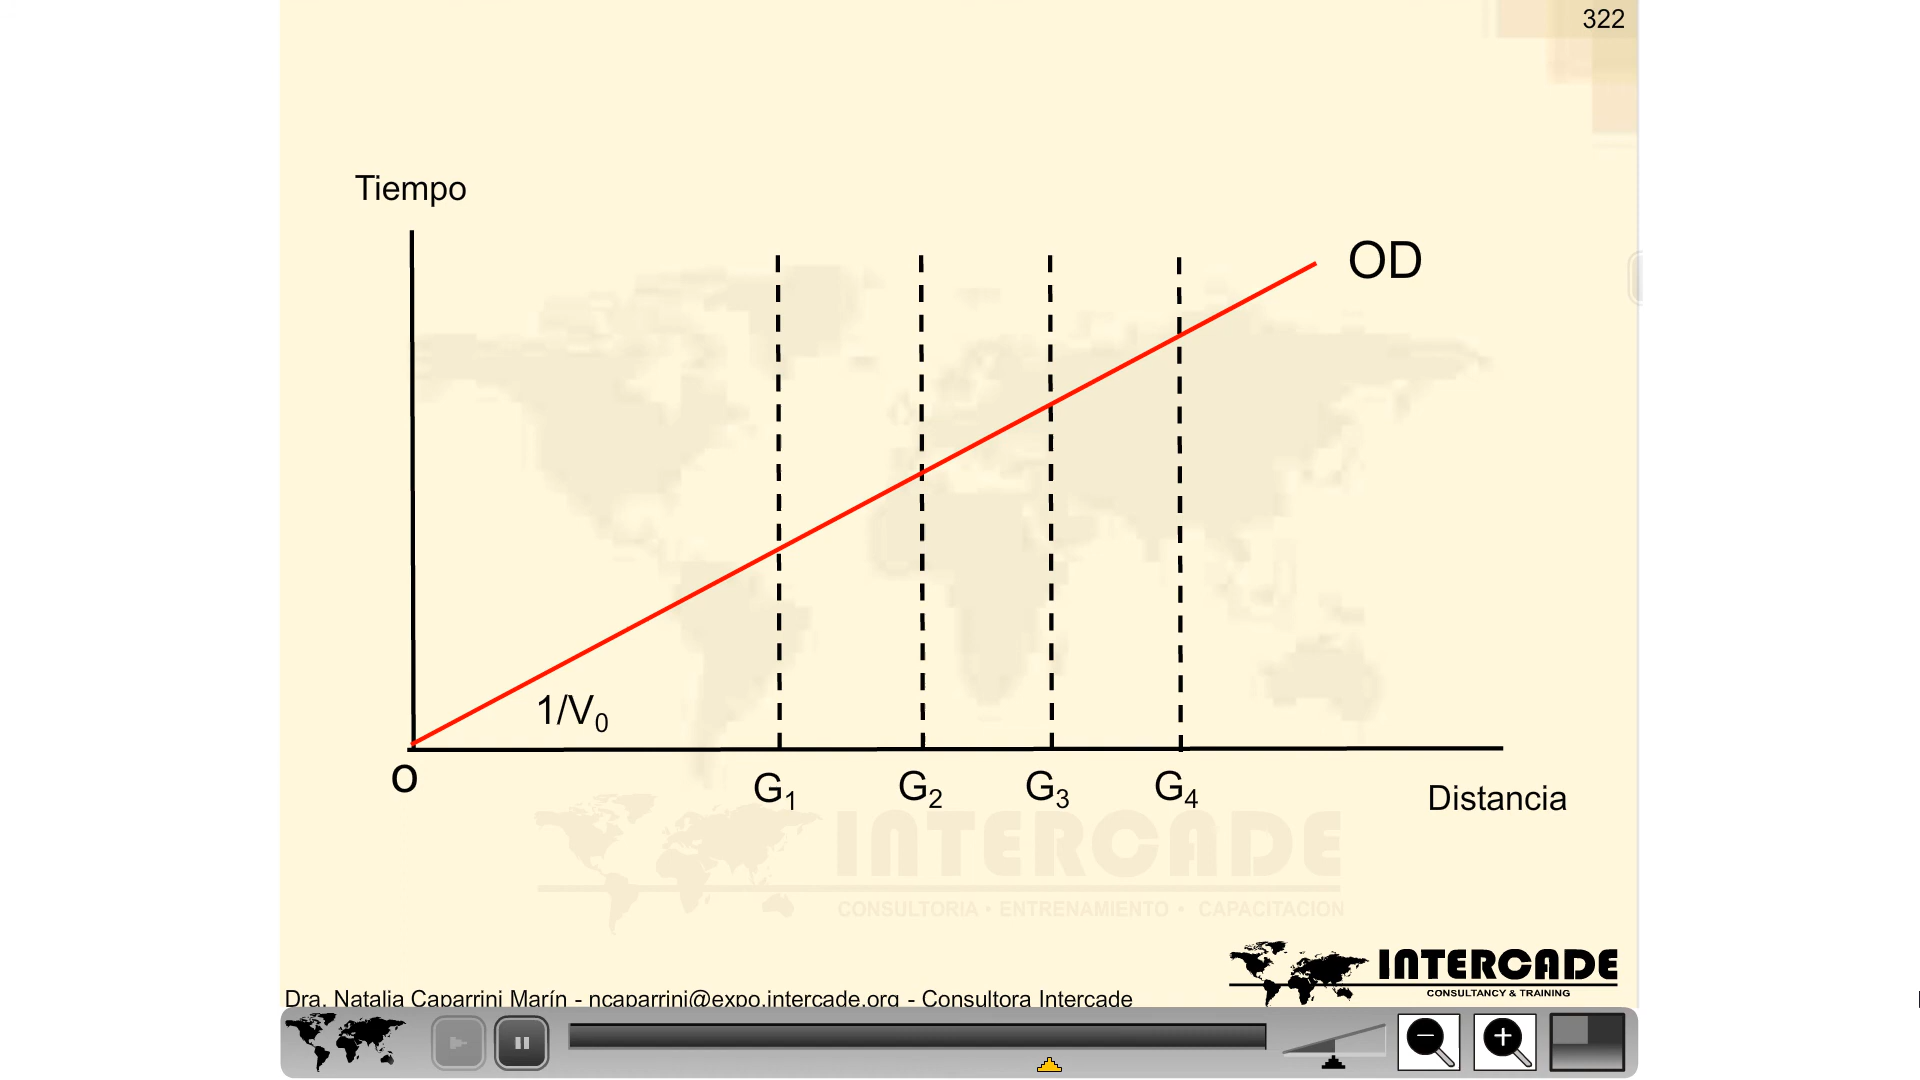 322
Tiempo
OD
1/V₀
O
G₁ G₂ G₃ G₄
Distancia
INTERCADE
CONSULTORIA • ENTRENAMIENTO • CAPACITACION
INTERCADE
CONSULTANCY & TRAINING
Dra. Natalia Caparrini Marín - ncaparrini@expo.intercade.org - Consultora Intercade